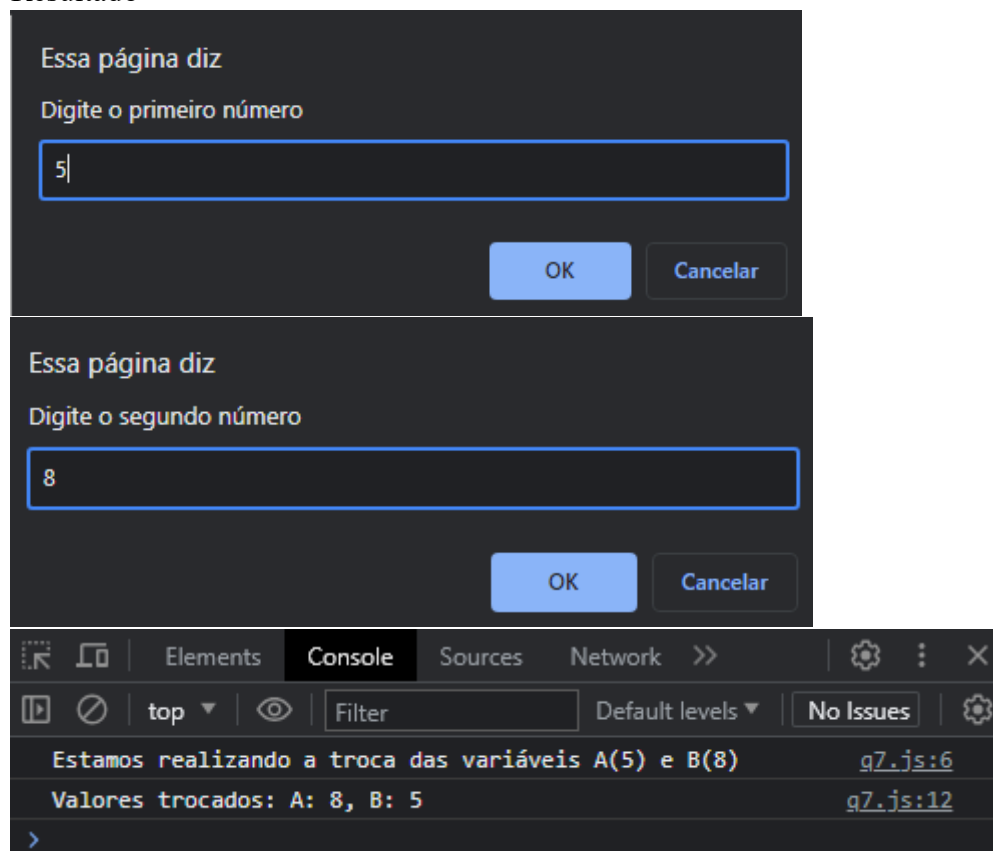 Essa página diz
Digite o primeiro número
5
OK Cancelar
Essa página diz
Digite o segundo número
8
OK Cancelar
Elements Console Sources Network
top Filter Default levels No Issues
Estamos realizando a troca das variáveis A(5) e B(8) q7.js:6
Valores trocados: A: 8, B: 5 q7.js:12